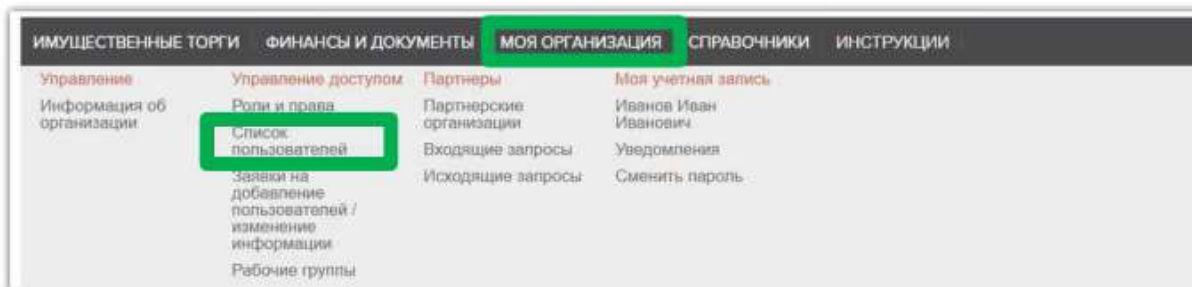 ИМУЩЕСТВЕННЫЕ ТОРГИ ФИНАНСЫ И ДОКУМЕНТЫ МОЯ ОРГАНИЗАЦИЯ СПРАВОЧНИКИ ИНСТРУКЦИИ
Управление
Информация об
организации
Управление доступом
Роли и права
Список
пользователей
Заявки на
добавление
пользователей /
изменение
информации
Рабочие группы
Партнеры
Партнерские
организации
Входящие запросы
Исходящие запросы
Моя учетная запись
Иванов Иван
Иванович
Уведомления
Сменить пароль